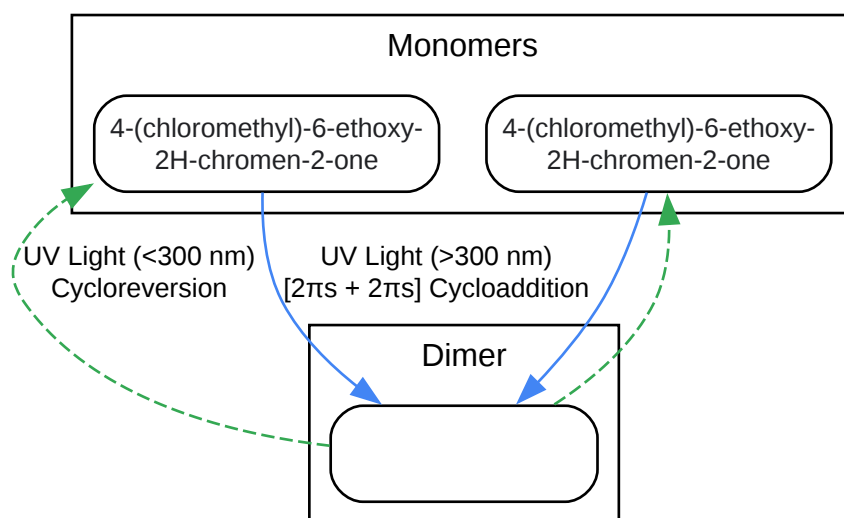 Monomers
4-(chloromethyl)-6-ethoxy-
2H-chromen-2-one
4-(chloromethyl)-6-ethoxy-
2H-chromen-2-one
UV Light (<300 nm)
Cycloreversion
UV Light (>300 nm)
[2πs + 2πs] Cycloaddition
Dimer